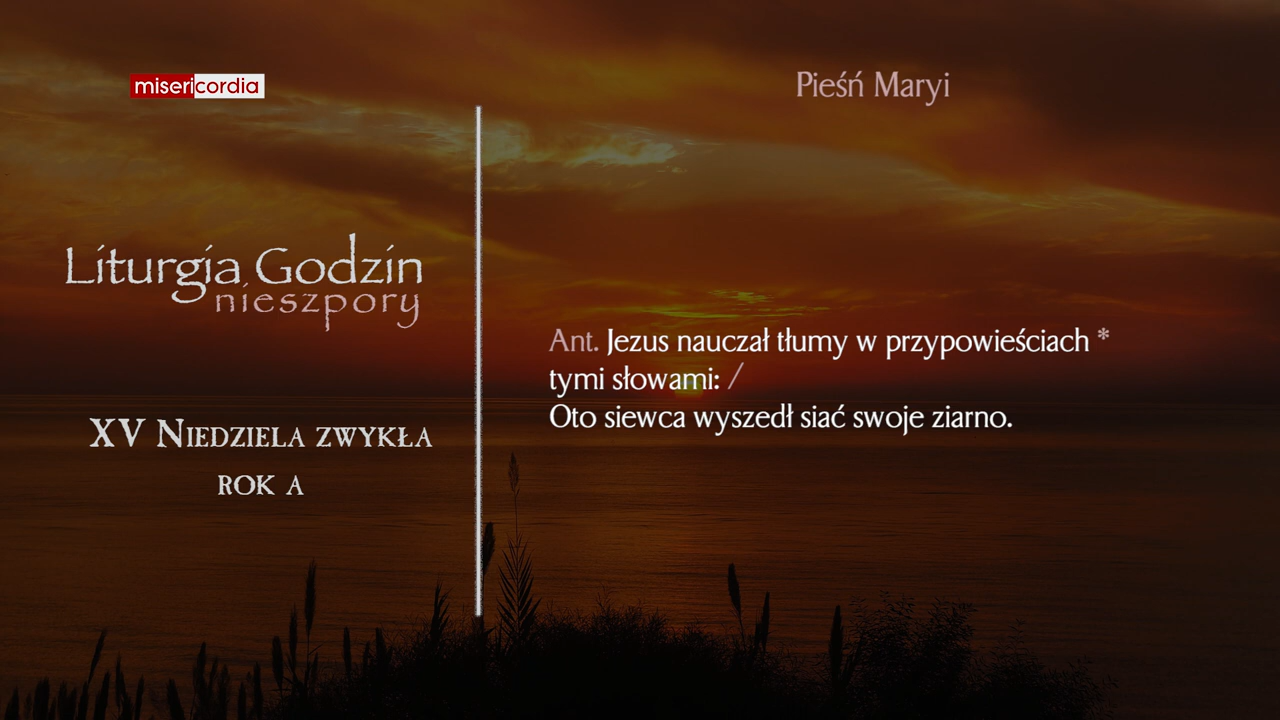 misericordia
Pieśń Maryi
Liturgia Godzin
nieszpory
XV Niedziela zwykła
rok A
Ant. Jezus nauczał tłumy w przypowieściach *
tymi słowami: /
Oto siewca wyszedł siać swoje ziarno.